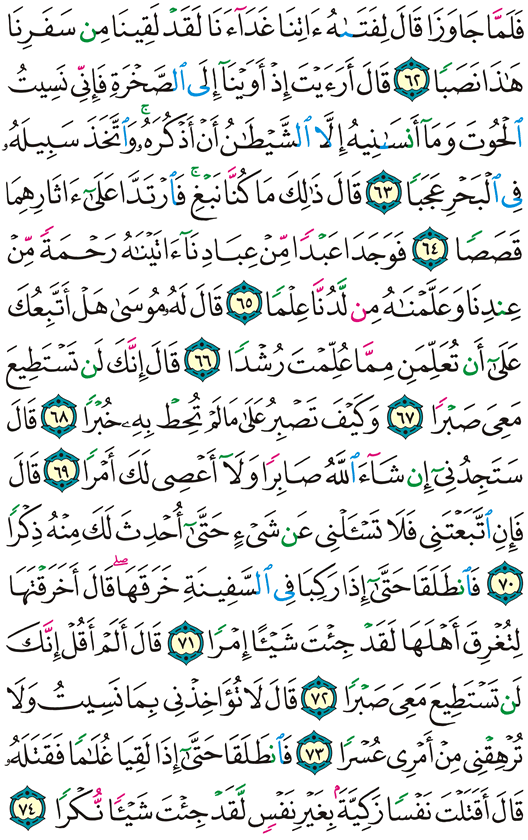 فَلَمَّا جَاوَزَا قَالَ لِفَتَىٰهُ ءَاتِنَا غَدَآءَنَا لَقَدْ لَقِينَا مِن سَفَرِنَا
هَٰذَا نَصَبًا ٦٢ قَالَ أَرَءَيْتَ إِذْ أَوَيْنَآ إِلَى ٱلصَّخْرَةِ فَإِنِّى نَسِيتُ
ٱلْحُوتَ وَمَآ أَنسَىٰنِيهُ إِلَّا ٱلشَّيْطَٰنُ أَنْ أَذْكُرَهُۥ ۚ وَٱتَّخَذَ سَبِيلَهُۥ
فِى ٱلْبَحْرِ عَجَبًا ٦٣ قَالَ ذَٰلِكَ مَا كُنَّا نَبْغِ ۚ فَٱرْتَدَّا عَلَىٰٓ ءَاثَارِهِمَا
قَصَصًا ٦٤ فَوَجَدَا عَبْدًا مِّنْ عِبَادِنَآ ءَاتَيْنَٰهُ رَحْمَةً مِّنْ
عِندِنَا وَعَلَّمْنَٰهُ مِن لَّدُنَّا عِلْمًا ٦٥ قَالَ لَهُۥ مُوسَىٰ هَلْ أَتَّبِعُكَ
عَلَىٰٓ أَن تُعَلِّمَنِ مِمَّا عُلِّمْتَ رُشْدًا ٦٦ قَالَ إِنَّكَ لَن تَسْتَطِيعَ
مَعِىَ صَبْرًا ٦٧ وَكَيْفَ تَصْبِرُ عَلَىٰ مَا لَمْ تُحِطْ بِهِۦ خُبْرًا ٦٨ قَالَ
سَتَجِدُنِىٓ إِن شَآءَ ٱللَّهُ صَابِرًا وَلَآ أَعْصِى لَكَ أَمْرًا ٦٩ قَالَ
فَإِنِ ٱتَّبَعْتَنِى فَلَا تَسْـَٔلْنِى عَن شَىْءٍ حَتَّىٰٓ أُحْدِثَ لَكَ مِنْهُ ذِكْرًا
٧٠ فَٱنطَلَقَا حَتَّىٰٓ إِذَا رَكِبَا فِى ٱلسَّفِينَةِ خَرَقَهَا ۖ قَالَ أَخَرَقْتَهَا
لِتُغْرِقَ أَهْلَهَا لَقَدْ جِئْتَ شَيْـًٔا إِمْرًا ٧١ قَالَ أَلَمْ أَقُلْ إِنَّكَ
لَن تَسْتَطِيعَ مَعِىَ صَبْرًا ٧٢ قَالَ لَا تُؤَاخِذْنِى بِمَا نَسِيتُ وَلَا
تُرْهِقْنِى مِنْ أَمْرِى عُسْرًا ٧٣ فَٱنطَلَقَا حَتَّىٰٓ إِذَا لَقِيَا غُلَٰمًا فَقَتَلَهُۥ
قَالَ أَقَتَلْتَ نَفْسًا زَكِيَّةًۢ بِغَيْرِ نَفْسٍ لَّقَدْ جِئْتَ شَيْـًٔا نُّكْرًا ٧٤